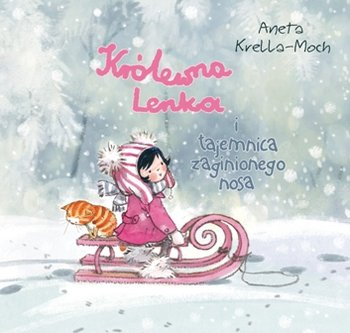 Aneta
Krella-Moch
Królewna
Lenka
i
tajemnica
zaginionego
nosa